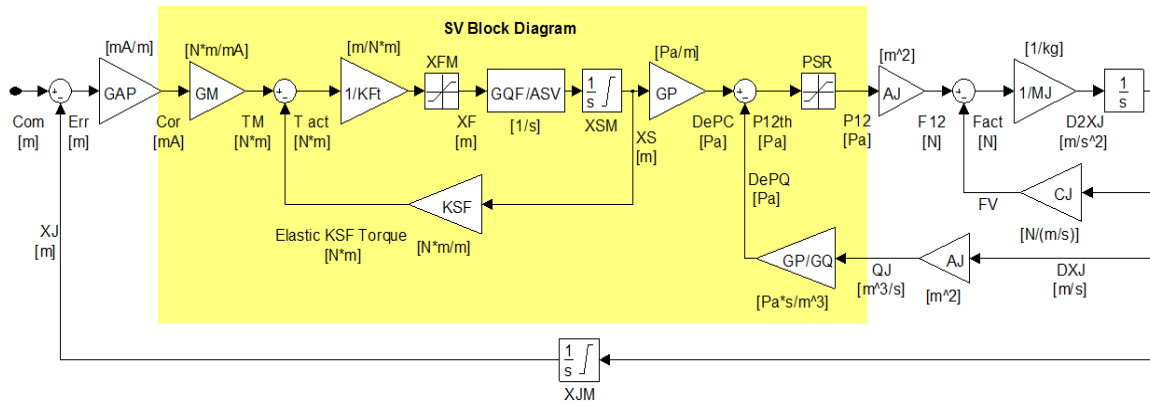 SV Block Diagram
[mA/m]
[N*m/mA]
[m/N*m]
XFM
[Pa/m]
PSR
[m^2]
[1/kg]
GAP
GM
1/KFt
GQF/ASV
1
s
GP
AJ
1/MJ
1
s
Com
[m]
Err
[m]
Cor
[mA]
TM
[N*m]
T act
[N*m]
XF
[m]
[1/s]
XSM
XS
[m]
DePC
[Pa]
P12th
[Pa]
P12
[Pa]
F12
[N]
Fact
[N]
D2XJ
[m/s^2]
DePQ
[Pa]
KSF
CJ
FV
XJ
[m]
Elastic KSF Torque
[N*m]
[N*m/m]
[N/(m/s)]
GP/GQ
QJ
[m^3/s]
AJ
DXJ
[m/s]
[Pa*s/m^3]
[m^2]
1
s
XJM